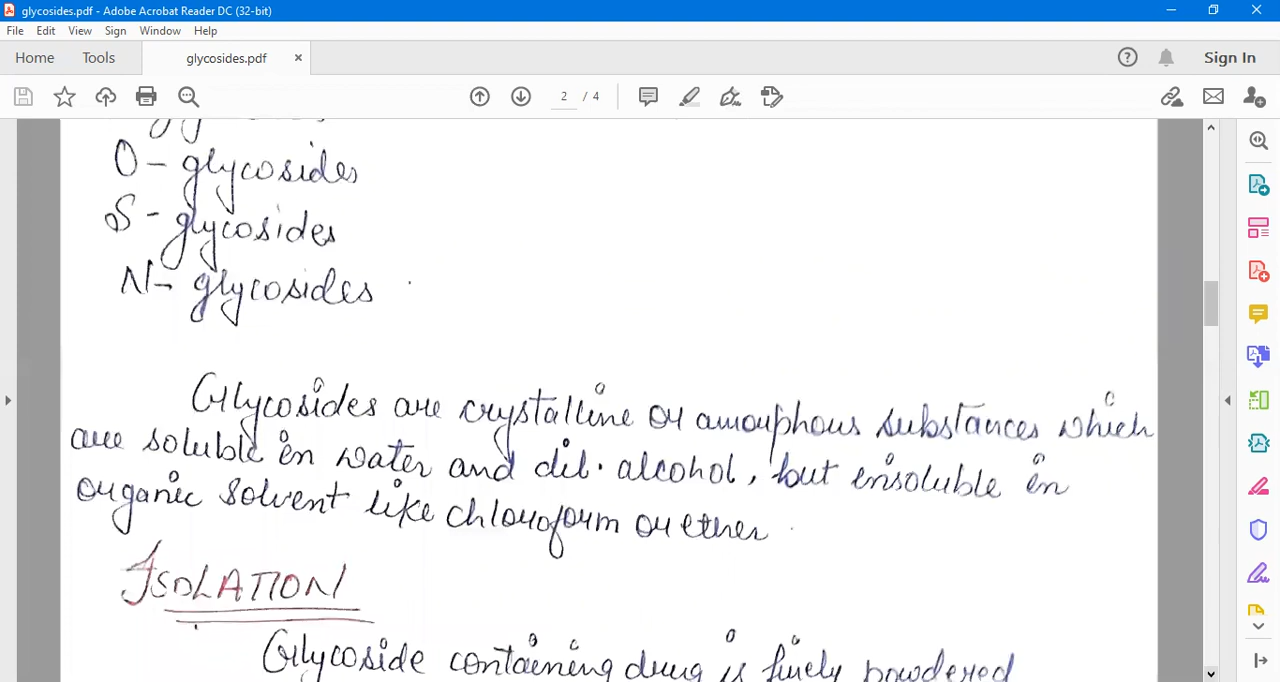 glycosides.pdf - Adobe Acrobat Reader DC (32-bit)
File Edit View Sign Window Help
Home Tools glycosides.pdf × Sign In
2 / 4
O - glycosides
S - glycosides
N - glycosides
Glycosides are crystalline or amorphous substances which
are soluble in water and dil. alcohol, but insoluble in
organic solvent like chloroform or ether
ISOLATION
Glycoside containing drug is finely powdered